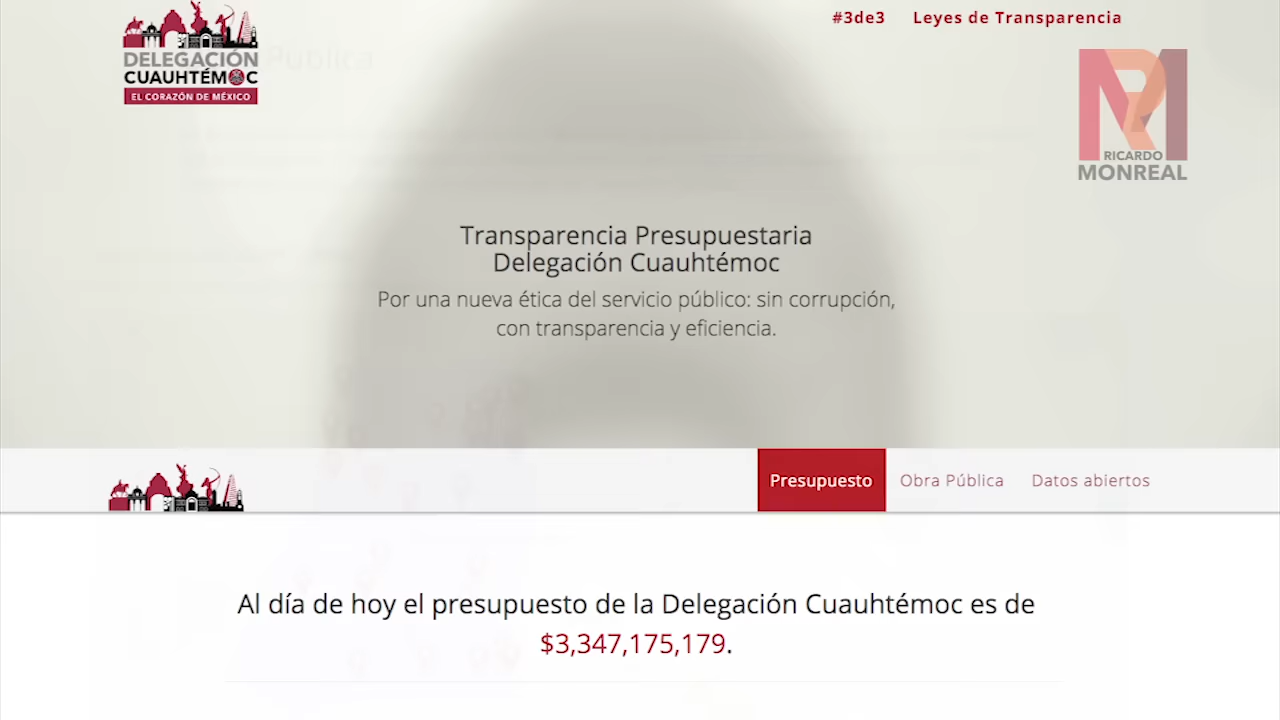 #3de3 Leyes de Transparencia
DELEGACIÓN
CUAUHTÉMOC
EL CORAZÓN DE MÉXICO
Pública
RICARDO
MONREAL
Transparencia Presupuestaria
Delegación Cuauhtémoc
Por una nueva ética del servicio público: sin corrupción,
con transparencia y eficiencia.
Presupuesto Obra Pública Datos abiertos
Al día de hoy el presupuesto de la Delegación Cuauhtémoc es de
$3,347,175,179.